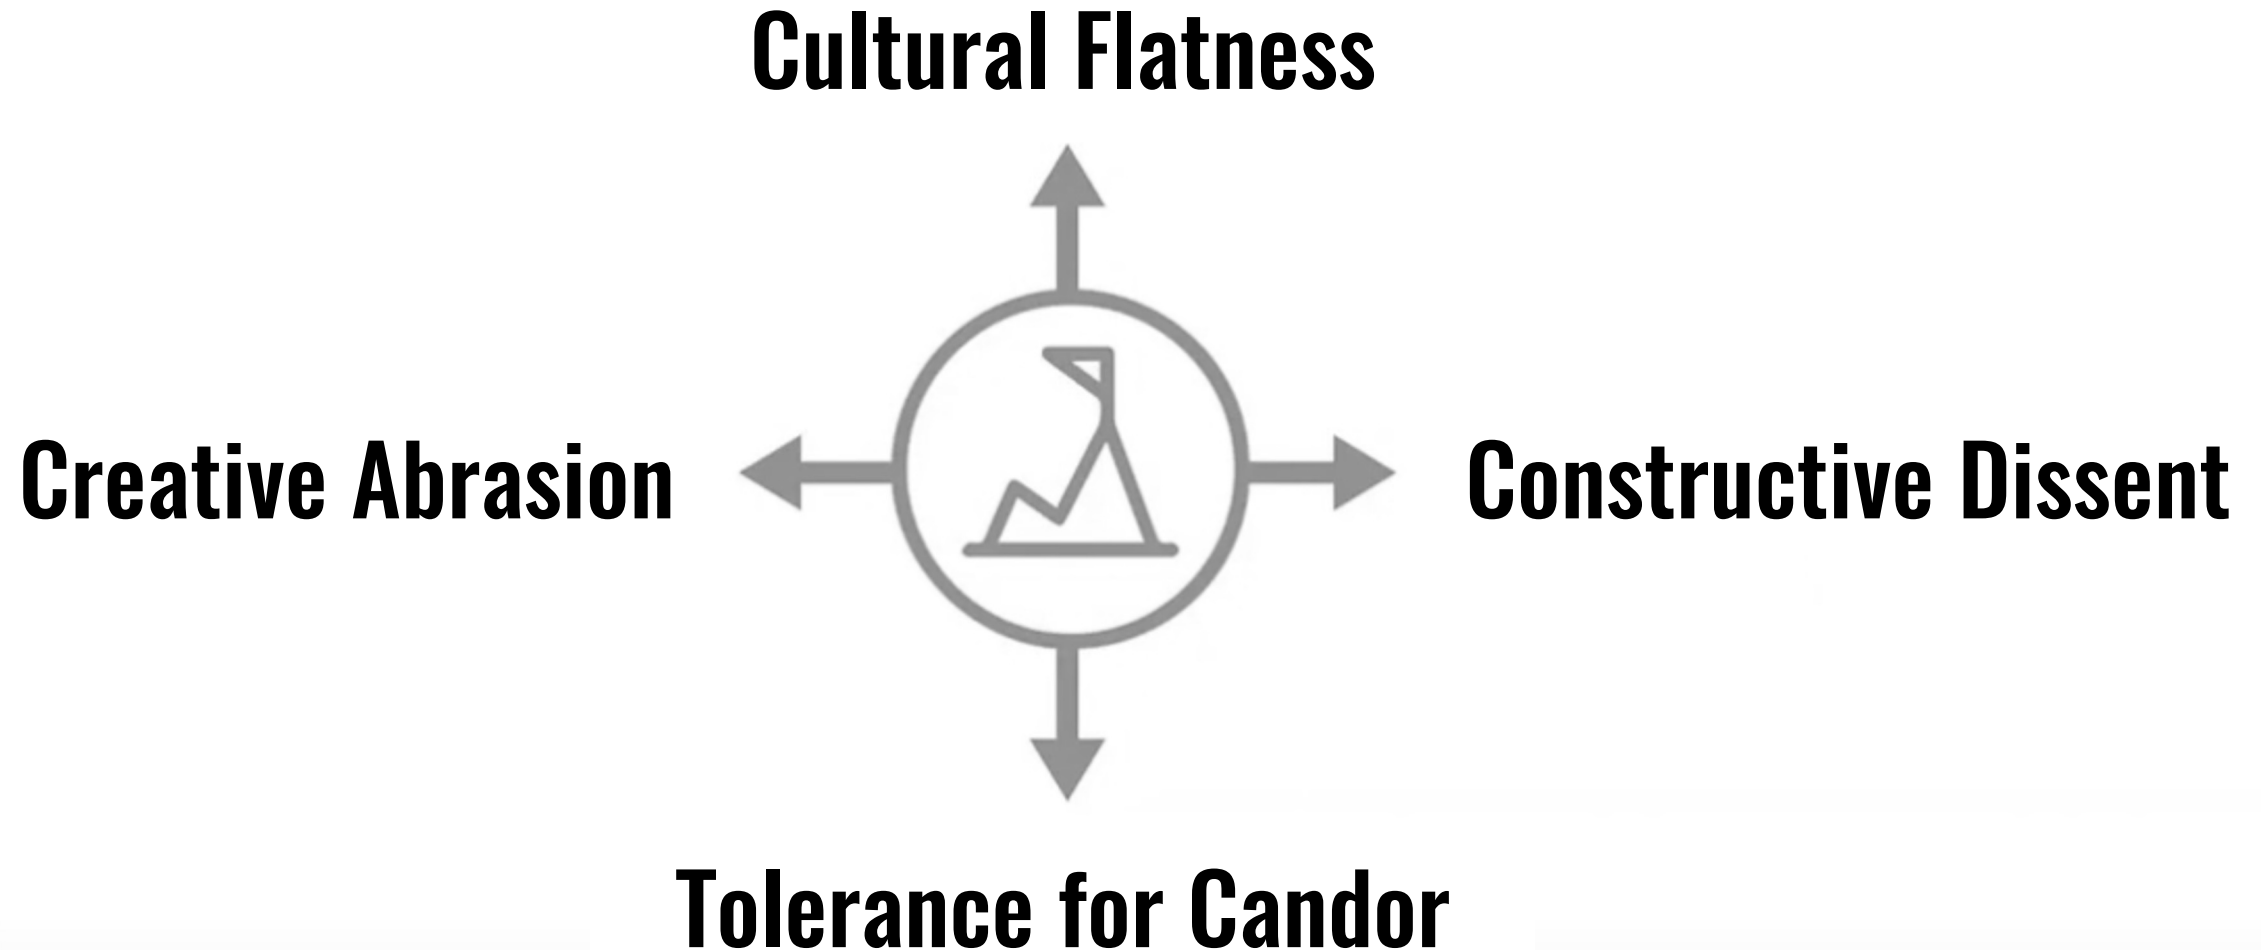 Cultural Flatness
Creative Abrasion
Constructive Dissent
Tolerance for Candor